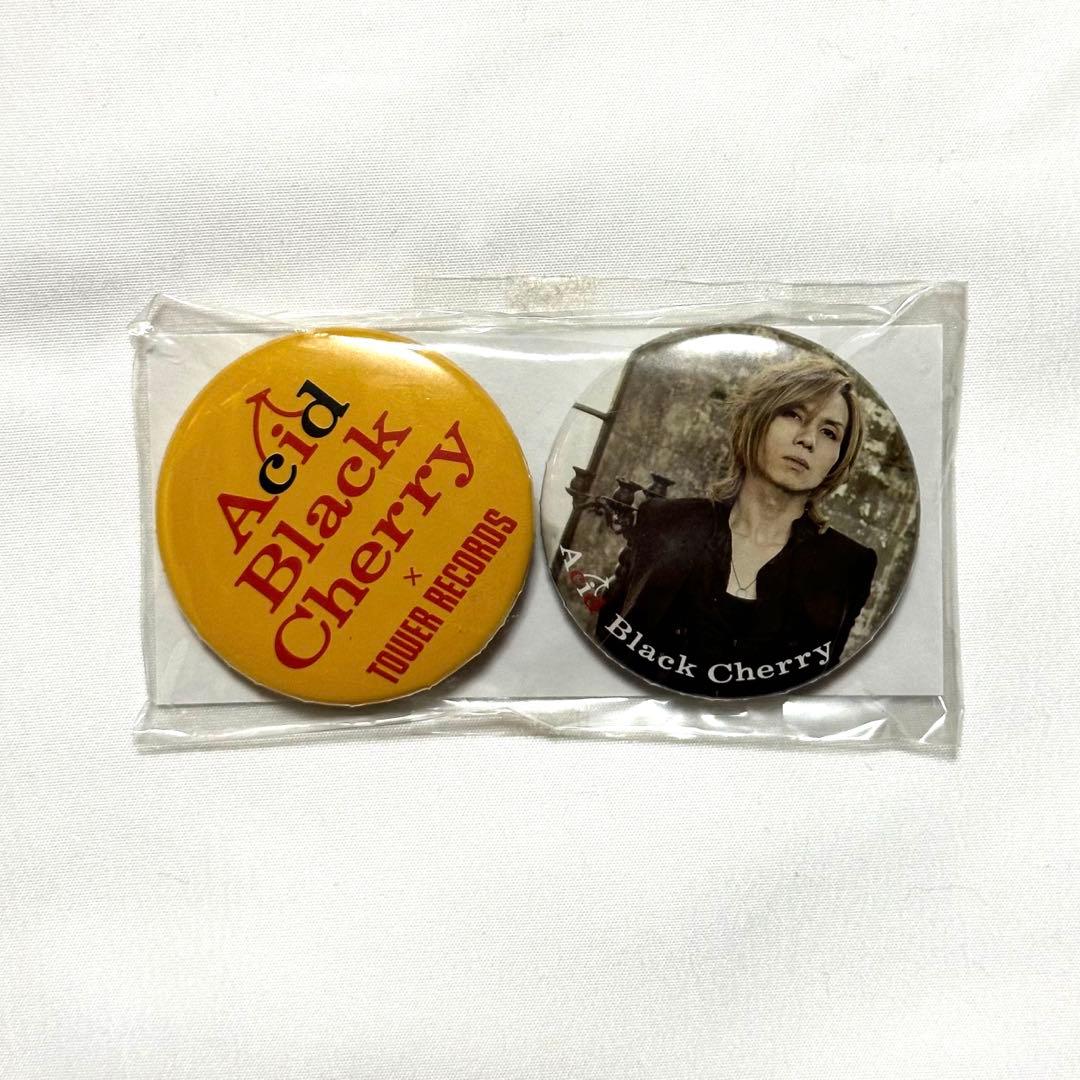 Acid
Black
Cherry
×
TOWER RECORDS
Acid Black Cherry